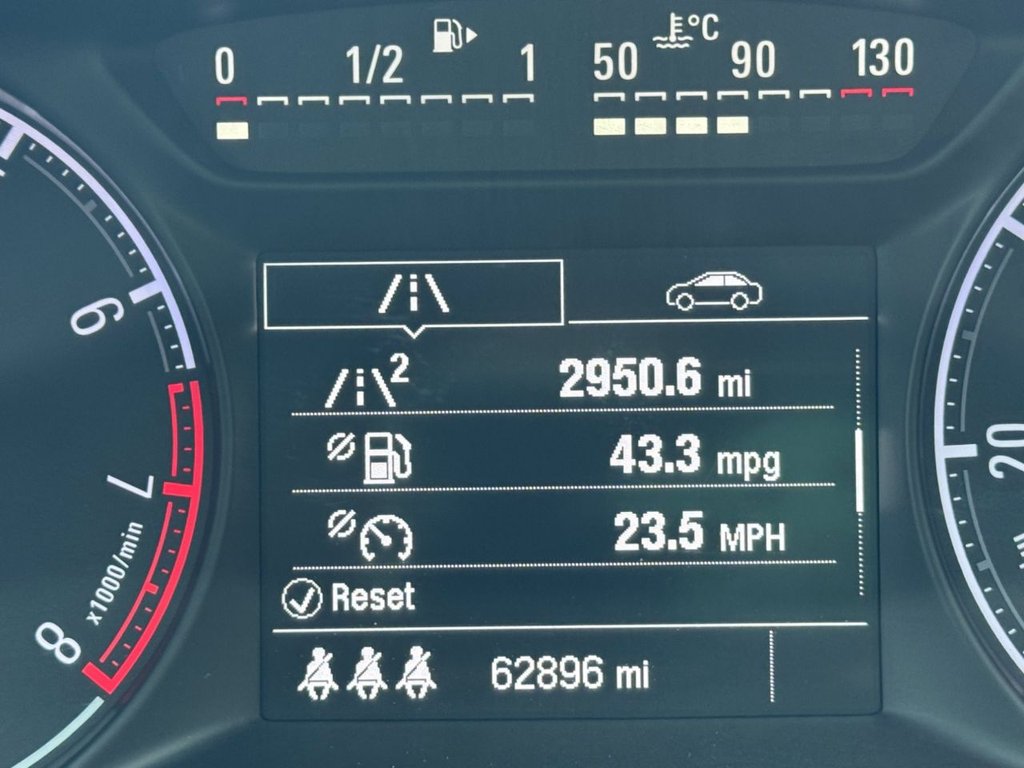 0 1/2 1 50 °C 90 130
2 2950.6 mi
43.3 mpg
23.5 MPH
Reset
62896 mi
6
7
8
x1000/min
20